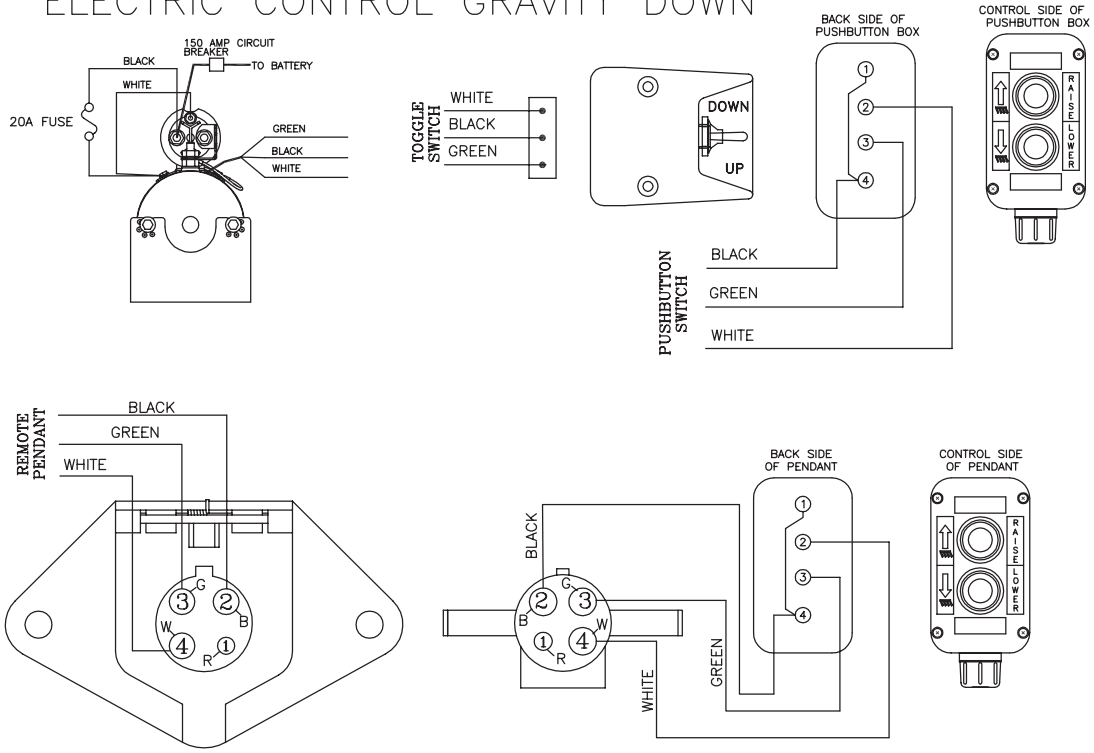 ELECTRIC CONTROL GRAVITY DOWN
150 AMP CIRCUIT
BREAKER
TO BATTERY
BLACK
WHITE
20A FUSE
GREEN
BLACK
WHITE
TOGGLE
SWITCH
WHITE
BLACK
GREEN
DOWN
UP
BACK SIDE OF
PUSHBUTTON BOX
1
2
3
4
CONTROL SIDE OF
PUSHBUTTON BOX
RAISE
LOWER
PUSHBUTTON
SWITCH
BLACK
GREEN
WHITE
REMOTE
PENDANT
BLACK
GREEN
WHITE
G
3
2
W
B
4
R
1
BLACK
G
2
3
B
W
1
4
R
WHITE
GREEN
BACK SIDE
OF PENDANT
1
2
3
4
CONTROL SIDE
OF PENDANT
RAISE
LOWER